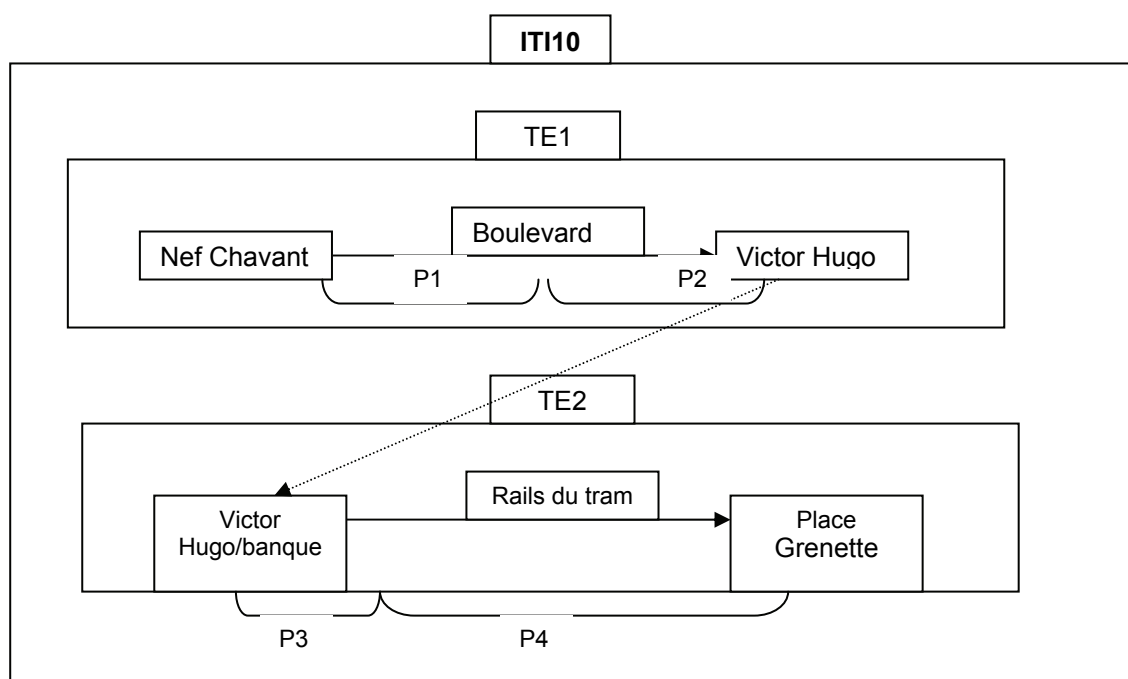 ITI10
TE1
Boulevard
Nef Chavant
Victor Hugo
P1
P2
TE2
Rails du tram
Victor
Hugo/banque
Place
Grenette
P3
P4